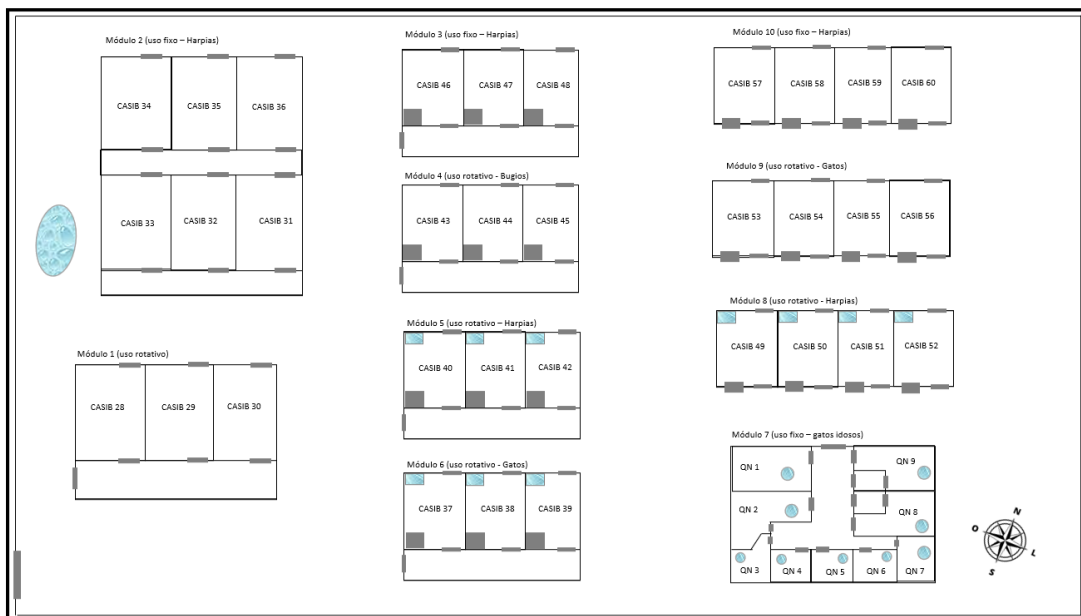 Módulo 2 (uso fixo – Harpias)
CASIB 34
CASIB 35
CASIB 36
CASIB 33
CASIB 32
CASIB 31
Módulo 1 (uso rotativo)
CASIB 28
CASIB 29
CASIB 30
Módulo 3 (uso fixo – Harpias)
CASIB 46
CASIB 47
CASIB 48
Módulo 4 (uso rotativo - Bugios)
CASIB 43
CASIB 44
CASIB 45
Módulo 5 (uso rotativo – Harpias)
CASIB 40
CASIB 41
CASIB 42
Módulo 6 (uso rotativo - Gatos)
CASIB 37
CASIB 38
CASIB 39
Módulo 10 (uso fixo – Harpias)
CASIB 57
CASIB 58
CASIB 59
CASIB 60
Módulo 9 (uso rotativo - Gatos)
CASIB 53
CASIB 54
CASIB 55
CASIB 56
Módulo 8 (uso rotativo - Harpias)
CASIB 49
CASIB 50
CASIB 51
CASIB 52
Módulo 7 (uso fixo – gatos idosos)
QN 1
QN 9
QN 2
QN 8
QN 3
QN 4
QN 5
QN 6
QN 7
N
O
L
S